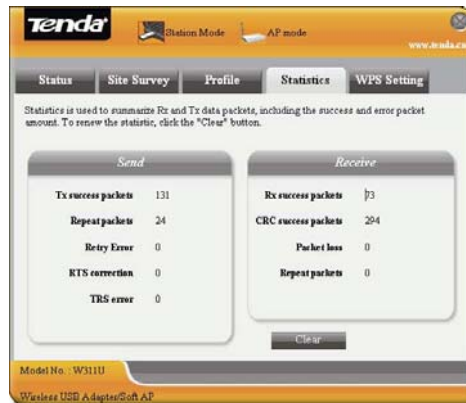 Tenda
Station Mode
AP mode
www.tenda.cn
Status
Site Survey
Profile
Statistics
WPS Setting
Statistics is used to summarize Rx and Tx data packets, including the success and error packet
amount. To renew the statistic, click the "Clear" button.
Send
Tx success packets 131
Repeat packets 24
Retry Error 0
RTS correction 0
TRS error 0
Receive
Rx success packets 73
CRC success packets 294
Packet loss 0
Repeat packets 0
Clear
Model No. : W311U
Wireless USB Adapter/Soft AP